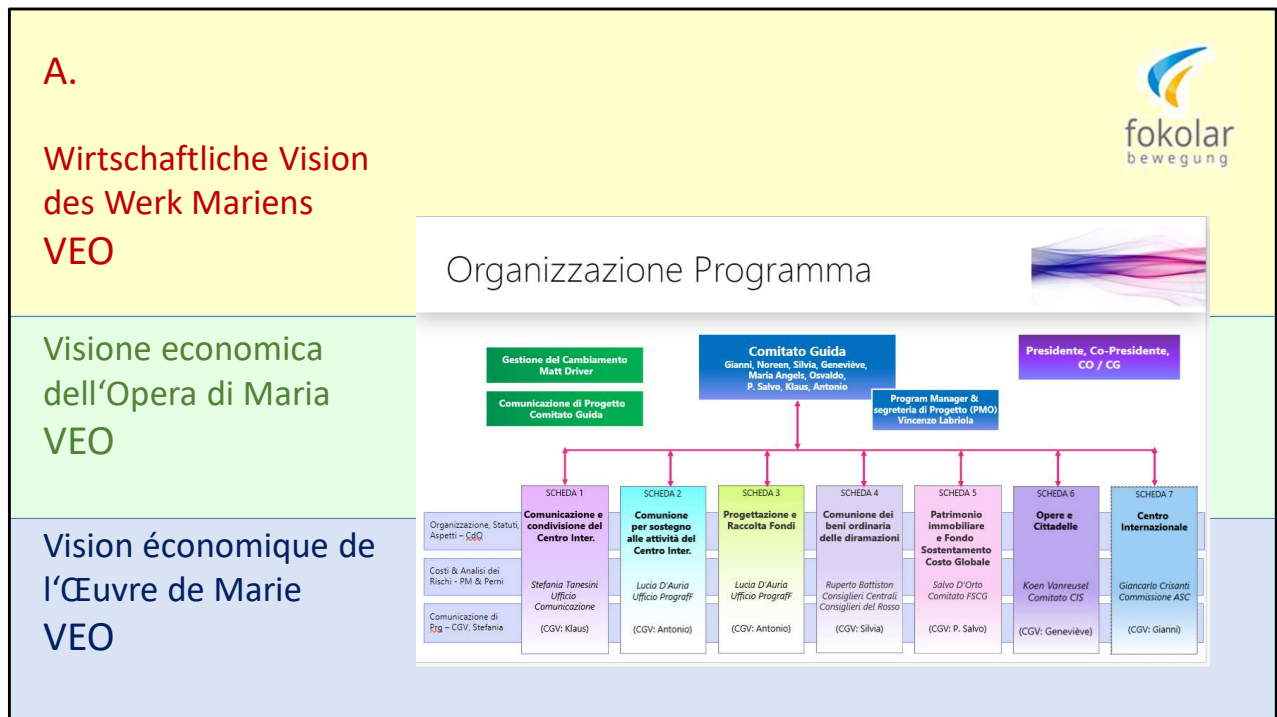 A.
Wirtschaftliche Vision
des Werk Mariens
VEO
fokolar
bewegung
Visione economica
dell‘Opera di Maria
VEO
Vision économique de
l‘Œuvre de Marie
VEO
Organizzazione Programma
Gestione del Cambiamento
Matt Driver
Comunicazione di Progetto
Comitato Guida
Comitato Guida
Gianni, Noreen, Silvia, Geneviève,
Maria Angels, Osvaldo,
P. Salvo, Klaus, Antonio
Program Manager &
segreteria di Progetto (PMO)
Vincenzo Labriola
Presidente, Co-Presidente,
CO / CG
Organizzazione, Statuti,
Aspetti – CdO
Costi & Analisi dei
Rischi - PM & Perni
Comunicazione di
Prg – CGV, Stefania
SCHEDA 1
Comunicazione e
condivisione del
Centro Inter.
Stefania Tanesini
Ufficio
Comunicazione
(CGV: Klaus)
SCHEDA 2
Comunione
per sostegno
alle attività del
Centro Inter.
Lucia D'Auria
Ufficio PrografF
(CGV: Antonio)
SCHEDA 3
Progettazione e
Raccolta Fondi
Lucia D'Auria
Ufficio PrografF
(CGV: Antonio)
SCHEDA 4
Comunione dei
beni ordinaria
delle diramazioni
Ruperto Battiston
Consiglieri Centrali
Consiglieri del Rosso
(CGV: Silvia)
SCHEDA 5
Patrimonio
immobiliare
e Fondo
Sostentamento
Costo Globale
Salvo D'Orto
Comitato FSCG
(CGV: P. Salvo)
SCHEDA 6
Opere e
Cittadelle
Koen Vanreusel
Comitato CIS
(CGV: Geneviève)
SCHEDA 7
Centro
Internazionale
Giancarlo Crisanti
Commissione ASC
(CGV: Gianni)